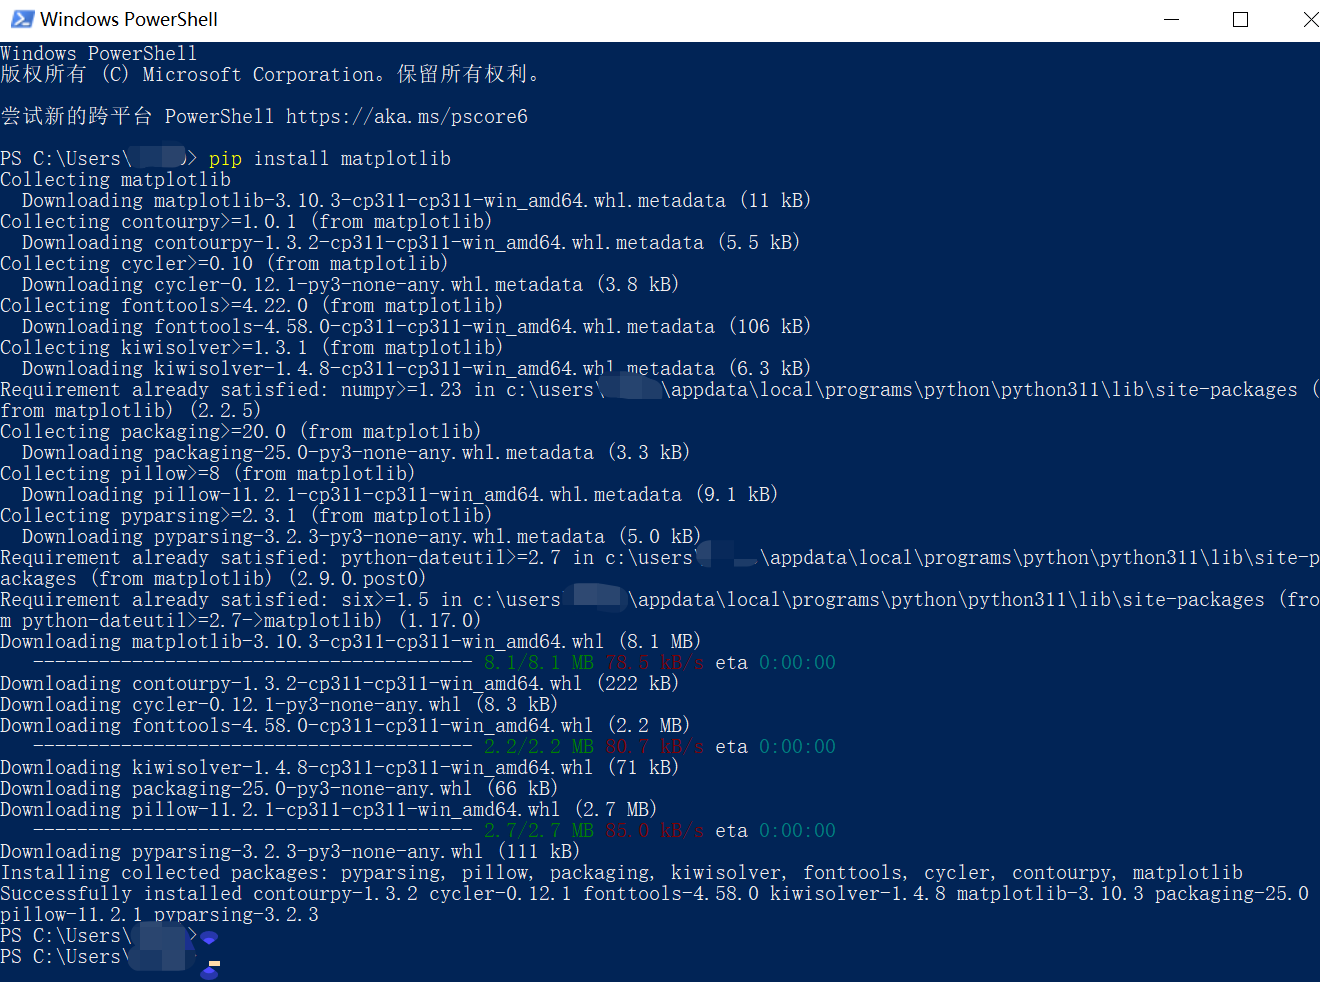 Windows PowerShell
Windows PowerShell
版权所有 (C) Microsoft Corporation。保留所有权利。
尝试新的跨平台 PowerShell https://aka.ms/pscore6
PS C:\Users\ > pip install matplotlib
Collecting matplotlib
  Downloading matplotlib-3.10.3-cp311-cp311-win_amd64.whl.metadata (11 kB)
Collecting contourpy>=1.0.1 (from matplotlib)
  Downloading contourpy-1.3.2-cp311-cp311-win_amd64.whl.metadata (5.5 kB)
Collecting cycler>=0.10 (from matplotlib)
  Downloading cycler-0.12.1-py3-none-any.whl.metadata (3.8 kB)
Collecting fonttools>=4.22.0 (from matplotlib)
  Downloading fonttools-4.58.0-cp311-cp311-win_amd64.whl.metadata (106 kB)
Collecting kiwisolver>=1.3.1 (from matplotlib)
  Downloading kiwisolver-1.4.8-cp311-cp311-win_amd64.whl.metadata (6.3 kB)
Requirement already satisfied: numpy>=1.23 in c:\users\ \appdata\local\programs\python\python311\lib\site-packages (
from matplotlib) (2.2.5)
Collecting packaging>=20.0 (from matplotlib)
  Downloading packaging-25.0-py3-none-any.whl.metadata (3.3 kB)
Collecting pillow>=8 (from matplotlib)
  Downloading pillow-11.2.1-cp311-cp311-win_amd64.whl.metadata (9.1 kB)
Collecting pyparsing>=2.3.1 (from matplotlib)
  Downloading pyparsing-3.2.3-py3-none-any.whl.metadata (5.0 kB)
Requirement already satisfied: python-dateutil>=2.7 in c:\users \appdata\local\programs\python\python311\lib\site-p
ackages (from matplotlib) (2.9.0.post0)
Requirement already satisfied: six>=1.5 in c:\users \appdata\local\programs\python\python311\lib\site-packages (fro
m python-dateutil>=2.7->matplotlib) (1.17.0)
Downloading matplotlib-3.10.3-cp311-cp311-win_amd64.whl (8.1 MB)
   ---------------------------------------- 8.1/8.1 MB 78.5 kB/s eta 0:00:00
Downloading contourpy-1.3.2-cp311-cp311-win_amd64.whl (222 kB)
Downloading cycler-0.12.1-py3-none-any.whl (8.3 kB)
Downloading fonttools-4.58.0-cp311-cp311-win_amd64.whl (2.2 MB)
   ---------------------------------------- 2.2/2.2 MB 80.7 kB/s eta 0:00:00
Downloading kiwisolver-1.4.8-cp311-cp311-win_amd64.whl (71 kB)
Downloading packaging-25.0-py3-none-any.whl (66 kB)
Downloading pillow-11.2.1-cp311-cp311-win_amd64.whl (2.7 MB)
   ---------------------------------------- 2.7/2.7 MB 85.0 kB/s eta 0:00:00
Downloading pyparsing-3.2.3-py3-none-any.whl (111 kB)
Installing collected packages: pyparsing, pillow, packaging, kiwisolver, fonttools, cycler, contourpy, matplotlib
Successfully installed contourpy-1.3.2 cycler-0.12.1 fonttools-4.58.0 kiwisolver-1.4.8 matplotlib-3.10.3 packaging-25.0
pillow-11.2.1 pyparsing-3.2.3
PS C:\Users\ >
PS C:\Users\